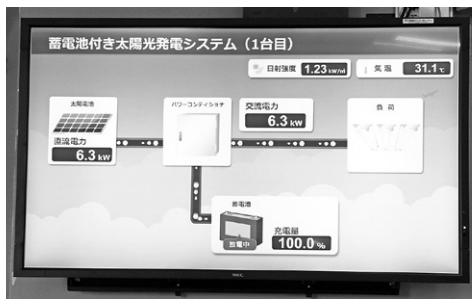 蓄電池付き太陽光発電システム（1台目）
日射強度 1.23 kW/㎡ 気温 31.1 ℃
太陽電池
直流電力
6.3 kW
パワーコンディショナ
交流電力
6.3 kW
負荷
蓄電池
放電中
充電量
100.0 %
NEC